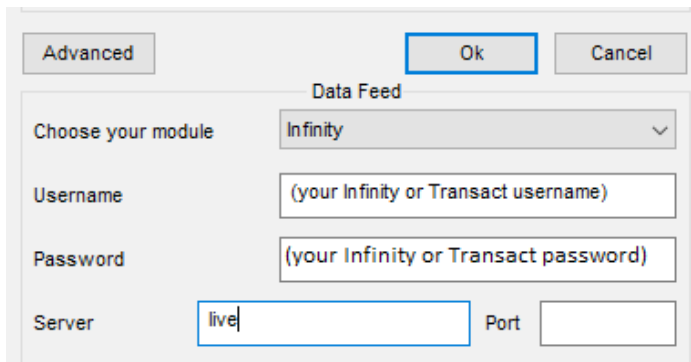 Advanced Ok Cancel
Data Feed
Choose your module Infinity
Username (your Infinity or Transact username)
Password (your Infinity or Transact password)
Server live Port